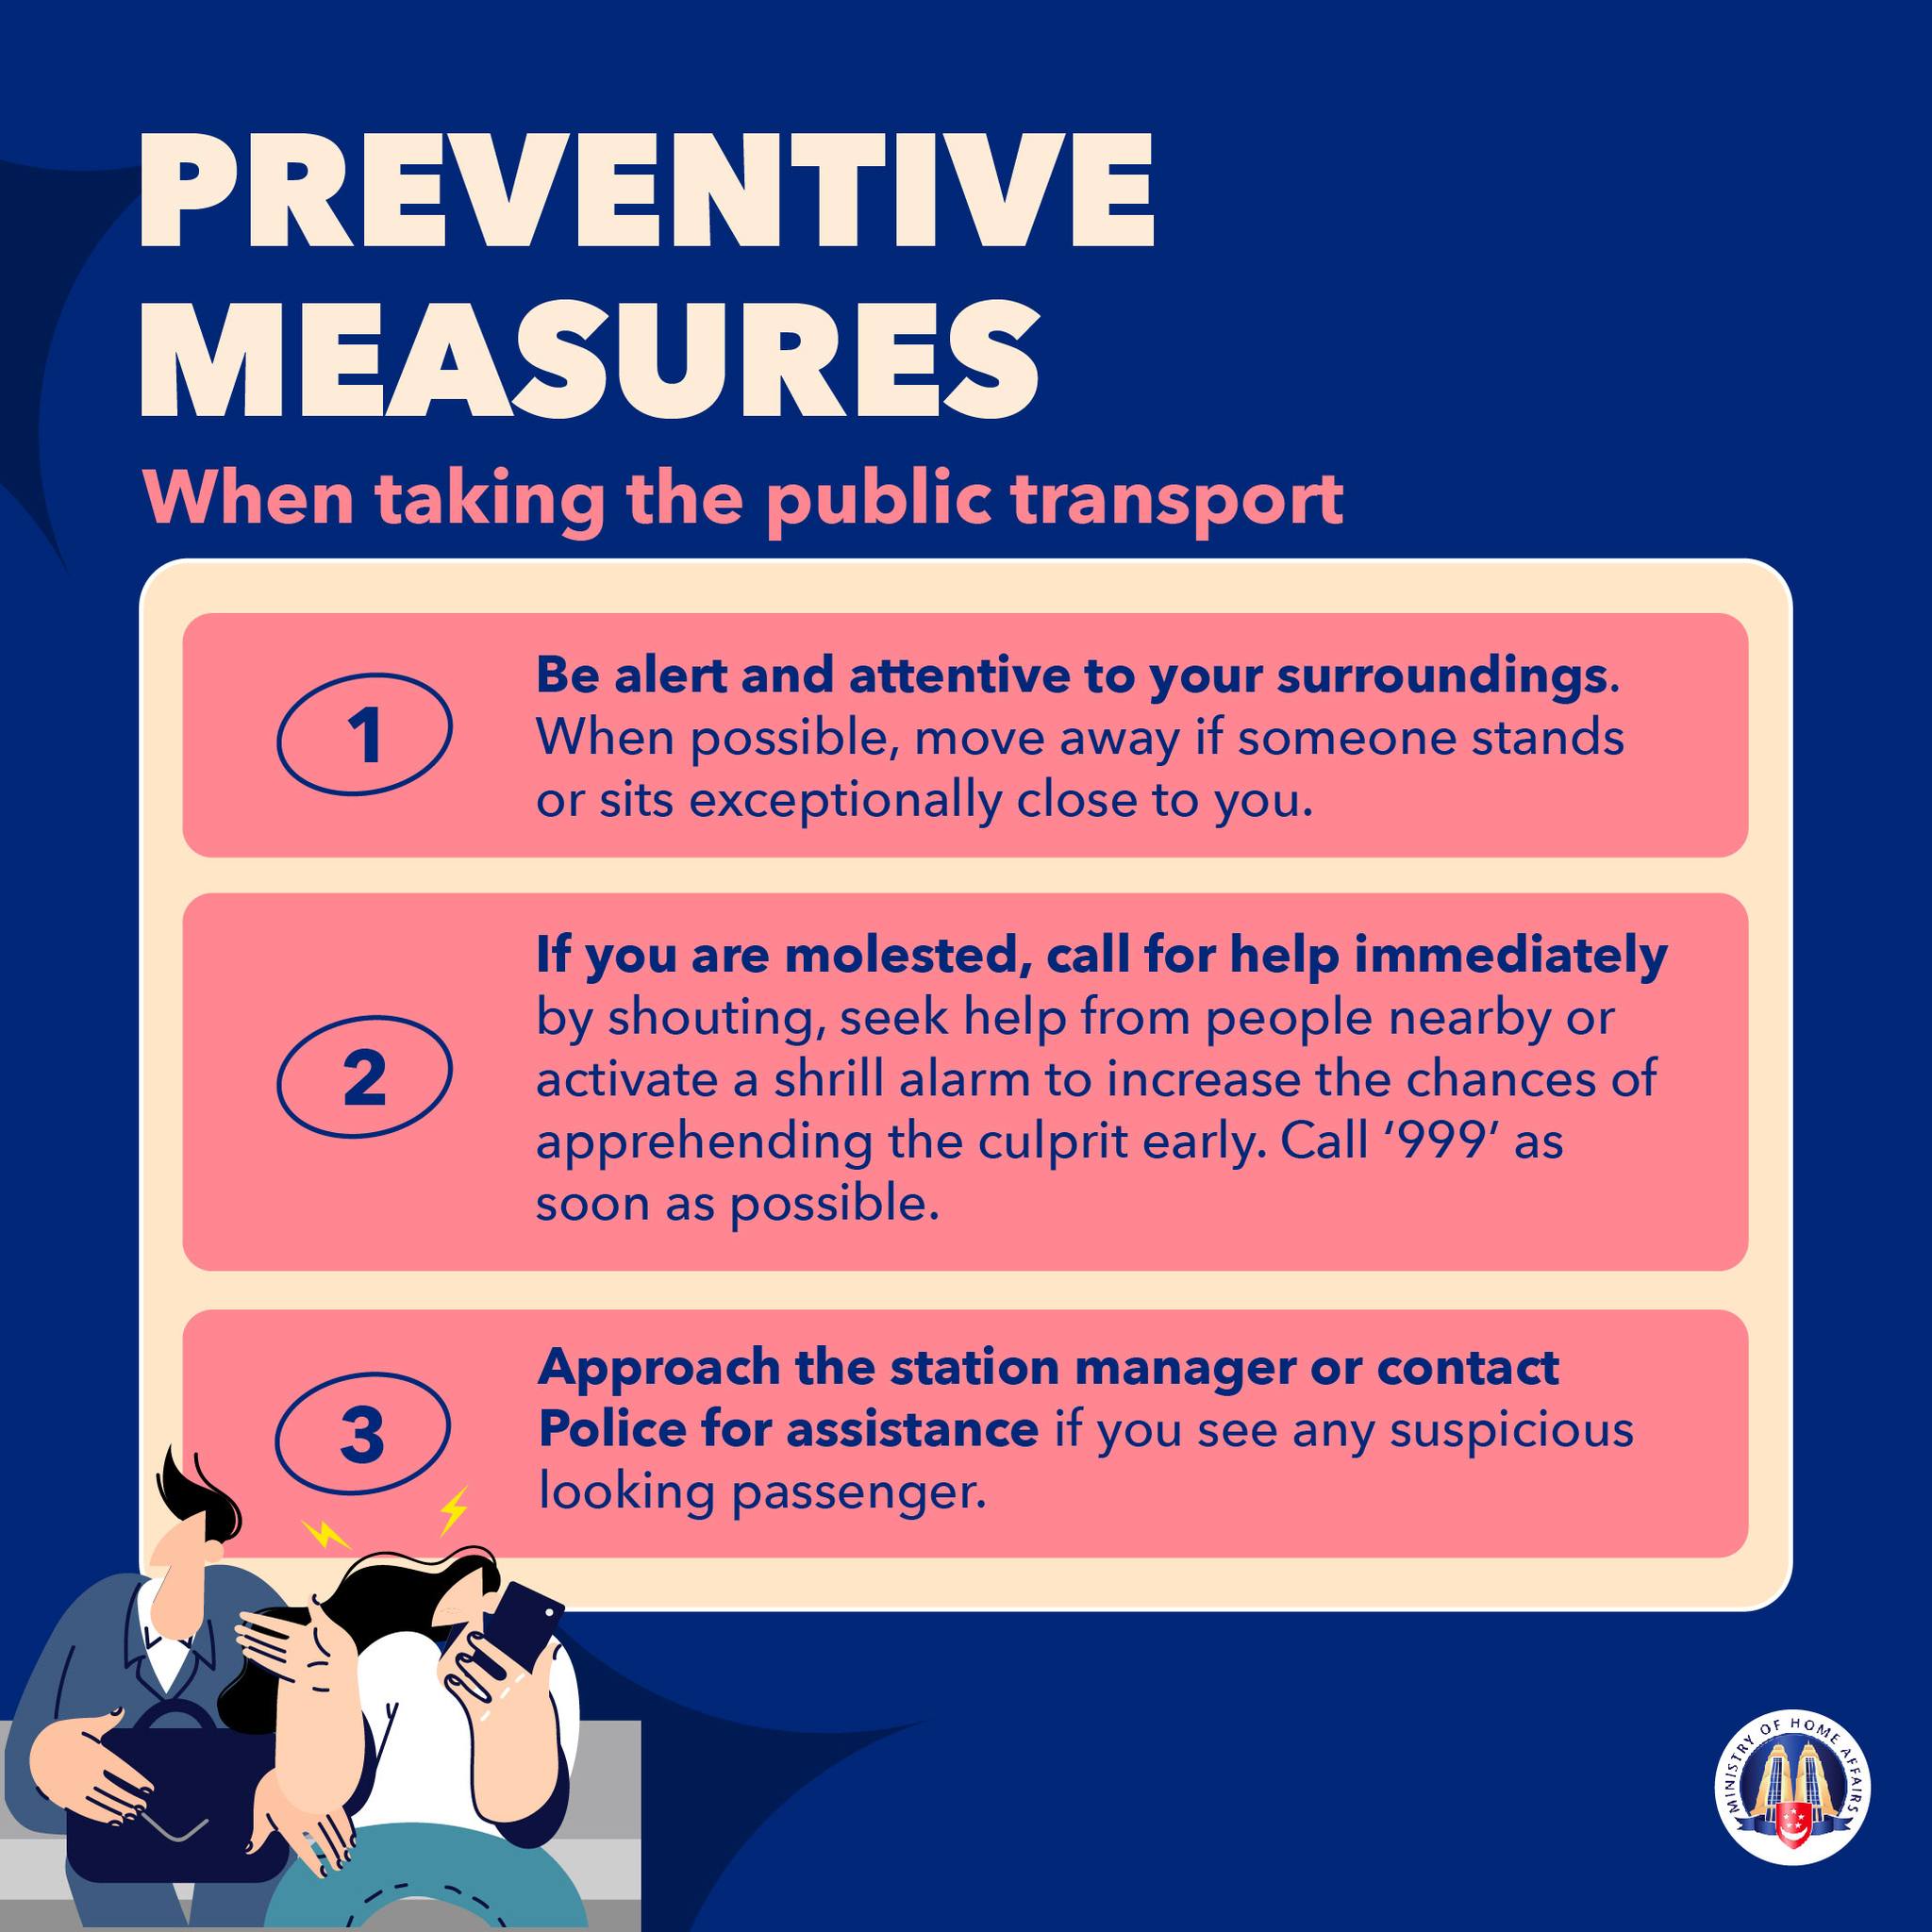 PREVENTIVE
MEASURES
When taking the public transport
1
Be alert and attentive to your surroundings.
When possible, move away if someone stands
or sits exceptionally close to you.
2
If you are molested, call for help immediately
by shouting, seek help from people nearby or
activate a shrill alarm to increase the chances of
apprehending the culprit early. Call ‘999’ as
soon as possible.
3
Approach the station manager or contact
Police for assistance if you see any suspicious
looking passenger.
MINISTRY OF HOME AFFAIRS